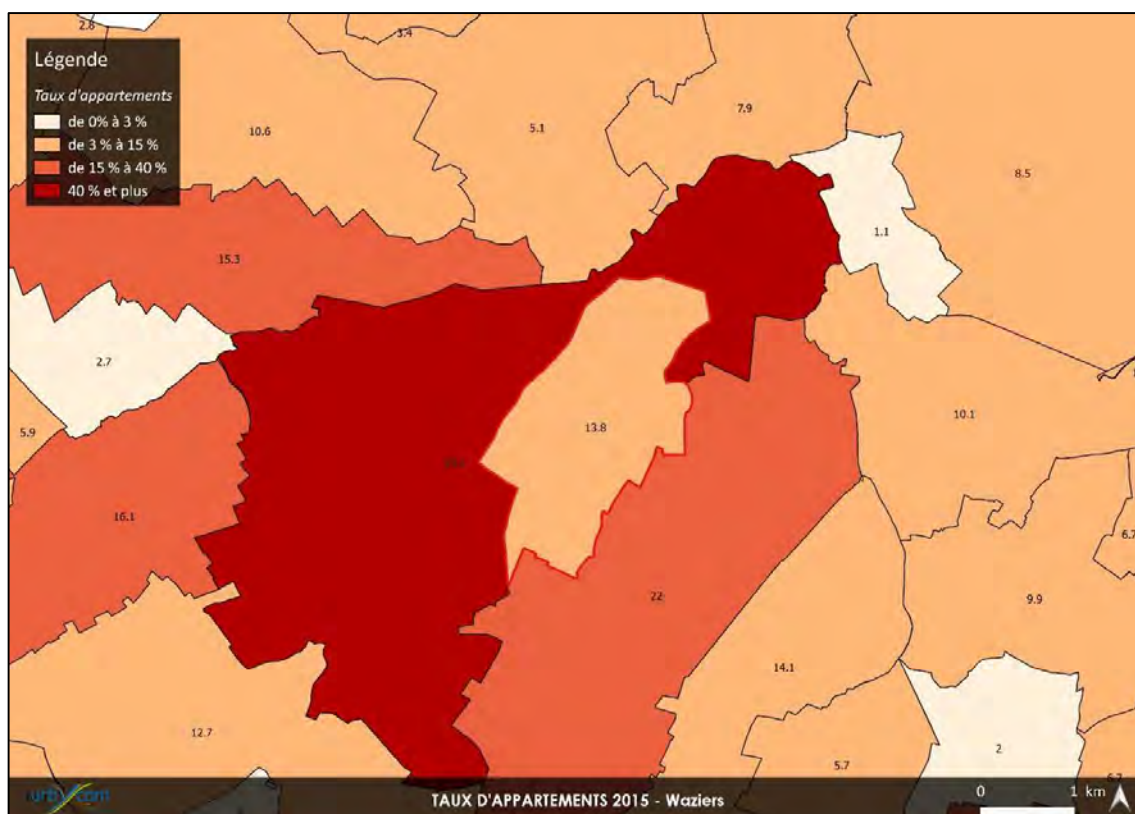 2.8
3.4
Légende
Taux d'appartements
de 0% à 3 %
de 3 % à 15 %
de 15 % à 40 %
40 % et plus
10.6
5.1
7.9
8.5
1.1
15.3
2.7
5.9
13.8
10.1
16.1
6.7
22
9.9
14.1
12.7
5.7
2
TAUX D'APPARTEMENTS 2015 - Waziers
0 1 km